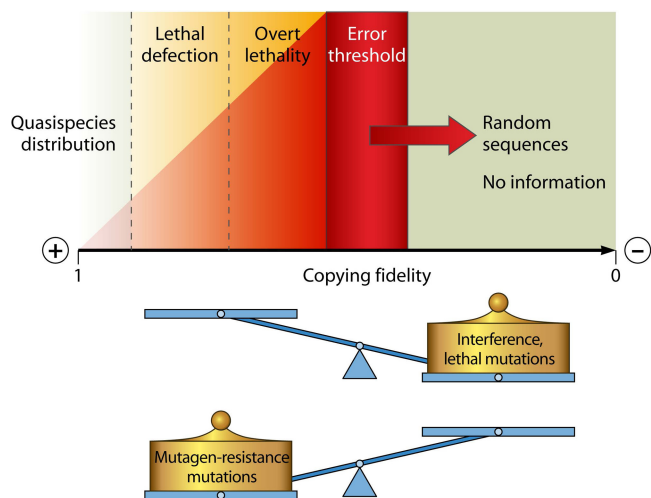 Lethal
defection
Overt
lethality
Error
threshold
Quasispecies
distribution
Random
sequences
No information
+
−
1
Copying fidelity
0
Interference,
lethal mutations
Mutagen-resistance
mutations